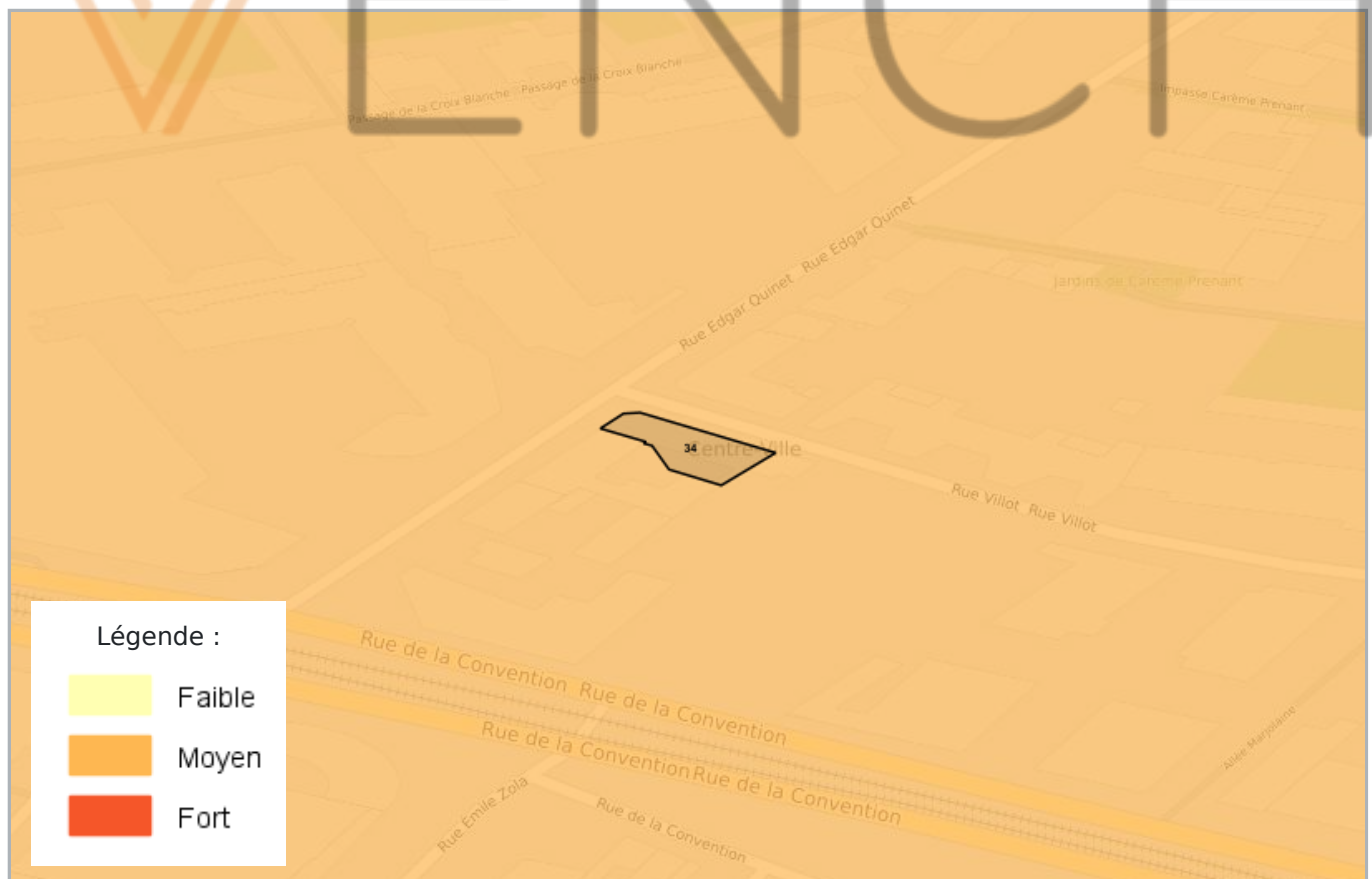 VENCH
Passage de la Croix Blanche Passage de la Croix Blanche
Impasse Carême Prenant
Rue Edgar Quinet Rue Edgar Quinet
Jardins de Carême Prenant
34
Centre Ville
Rue Villot Rue Villot
Rue de la Convention Rue de la Convention
Rue de la Convention Rue de la Convention
Rue Émile Zola
Rue de la Convention
Allée Marjolaine
Légende :
Faible
Moyen
Fort